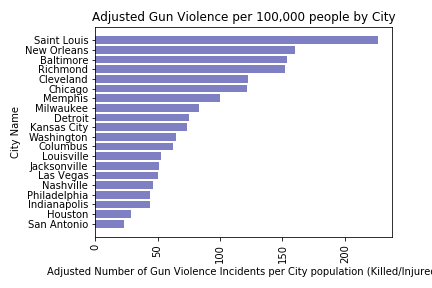 Adjusted Gun Violence per 100,000 people by City
City Name
Saint Louis
New Orleans
Baltimore
Richmond
Cleveland
Chicago
Memphis
Milwaukee
Detroit
Kansas City
Washington
Columbus
Louisville
Jacksonville
Las Vegas
Nashville
Philadelphia
Indianapolis
Houston
San Antonio
0 50 100 150 200
Adjusted Number of Gun Violence Incidents per City population (Killed/Injured